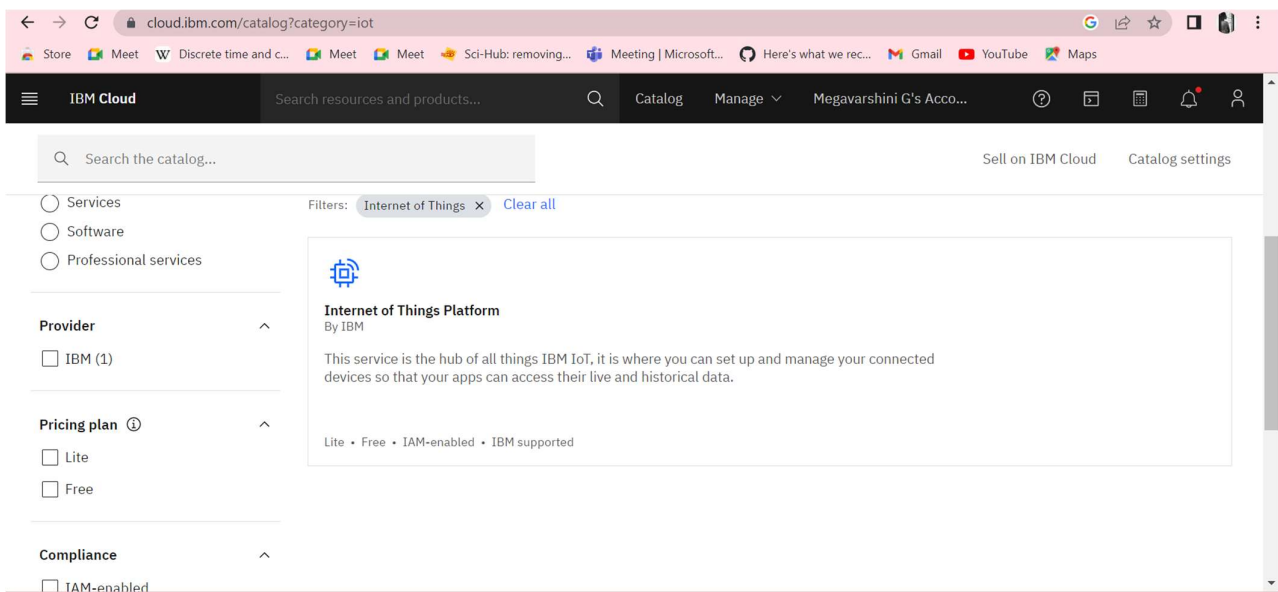 cloud.ibm.com/catalog?category=iot
Store Meet Discrete time and c... Meet Meet Sci-Hub: removing... Meeting | Microsoft... Here's what we rec... Gmail YouTube Maps
IBM Cloud Search resources and products... Catalog Manage Megavarshini G's Acco...
Search the catalog... Sell on IBM Cloud Catalog settings
Services
Software
Professional services
Provider
IBM (1)
Pricing plan
Lite
Free
Compliance
IAM-enabled
Filters: Internet of Things × Clear all
Internet of Things Platform
By IBM
This service is the hub of all things IBM IoT, it is where you can set up and manage your connected
devices so that your apps can access their live and historical data.
Lite • Free • IAM-enabled • IBM supported